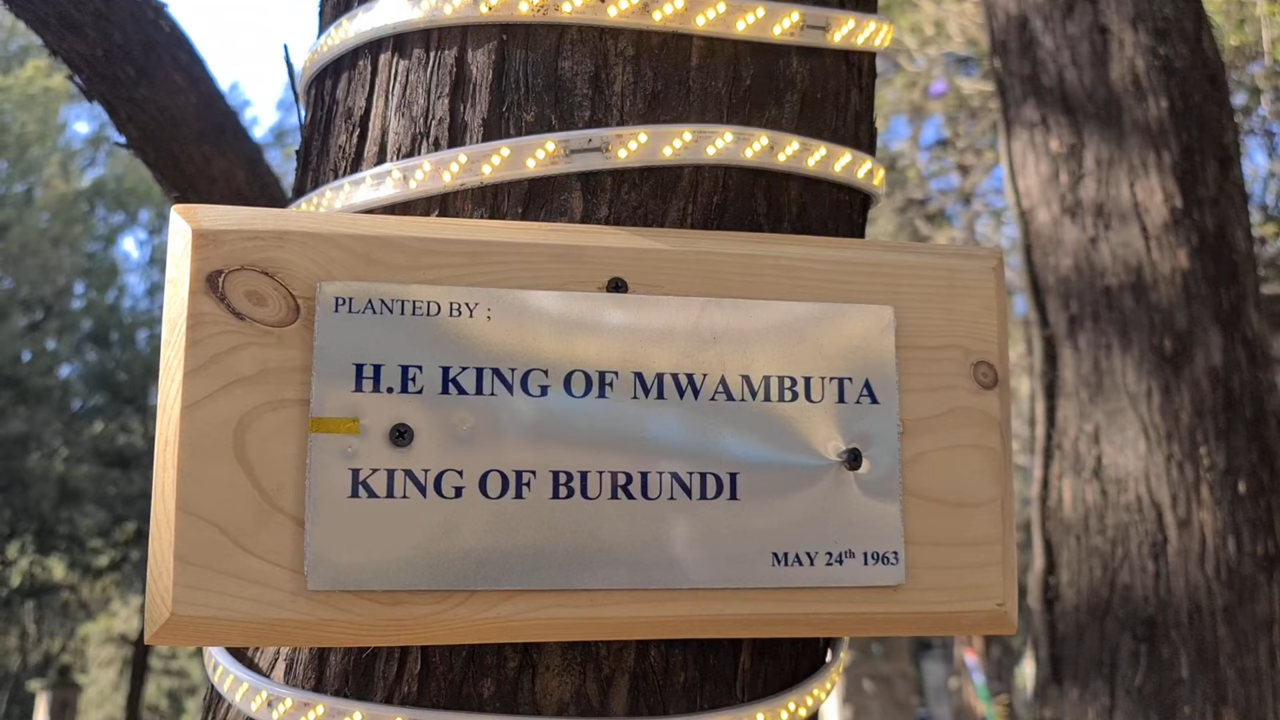 PLANTED BY ;
H.E KING OF MWAMBUTA
KING OF BURUNDI
MAY 24th 1963